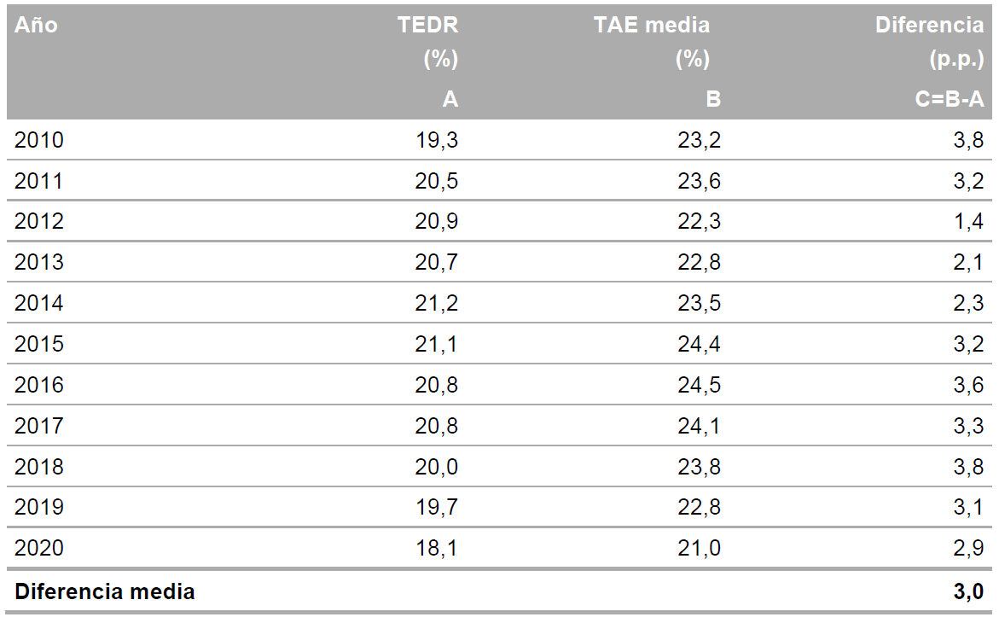 Año TEDR TAE media Diferencia
(%) (%) (p.p.)
A B C=B-A
2010 19,3 23,2 3,8
2011 20,5 23,6 3,2
2012 20,9 22,3 1,4
2013 20,7 22,8 2,1
2014 21,2 23,5 2,3
2015 21,1 24,4 3,2
2016 20,8 24,5 3,6
2017 20,8 24,1 3,3
2018 20,0 23,8 3,8
2019 19,7 22,8 3,1
2020 18,1 21,0 2,9
Diferencia media 3,0